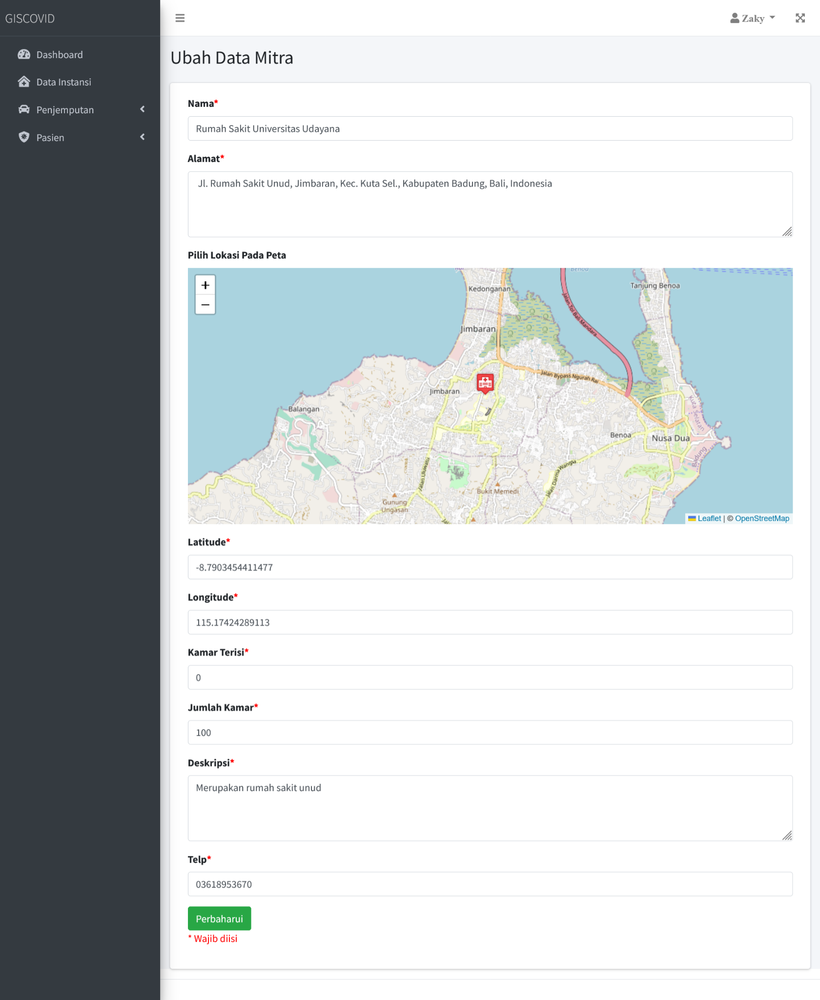 GISCOVID
Zaky
Dashboard
Data Instansi
Penjemputan
Pasien
Ubah Data Mitra
Nama*
Rumah Sakit Universitas Udayana
Alamat*
Jl. Rumah Sakit Unud, Jimbaran, Kec. Kuta Sel., Kabupaten Badung, Bali, Indonesia
Pilih Lokasi Pada Peta
+
−
Benoa
Kedonganan
Tanjung Benoa
Jalan Tol Bali Mandara
Jimbaran
Jalan Bypass Ngurah Rai
Jimbaran
Balangan
Kuta Selatan
Benoa
Nusa Dua
Badung
Jalan Uluwatu
Jalan Darma Wangsa
Bukit Memedi
Gunung
Ungasan
Leaflet | © OpenStreetMap
Latitude*
-8.7903454411477
Longitude*
115.17424289113
Kamar Terisi*
0
Jumlah Kamar*
100
Deskripsi*
Merupakan rumah sakit unud
Telp*
03618953670
Perbaharui
* Wajib diisi